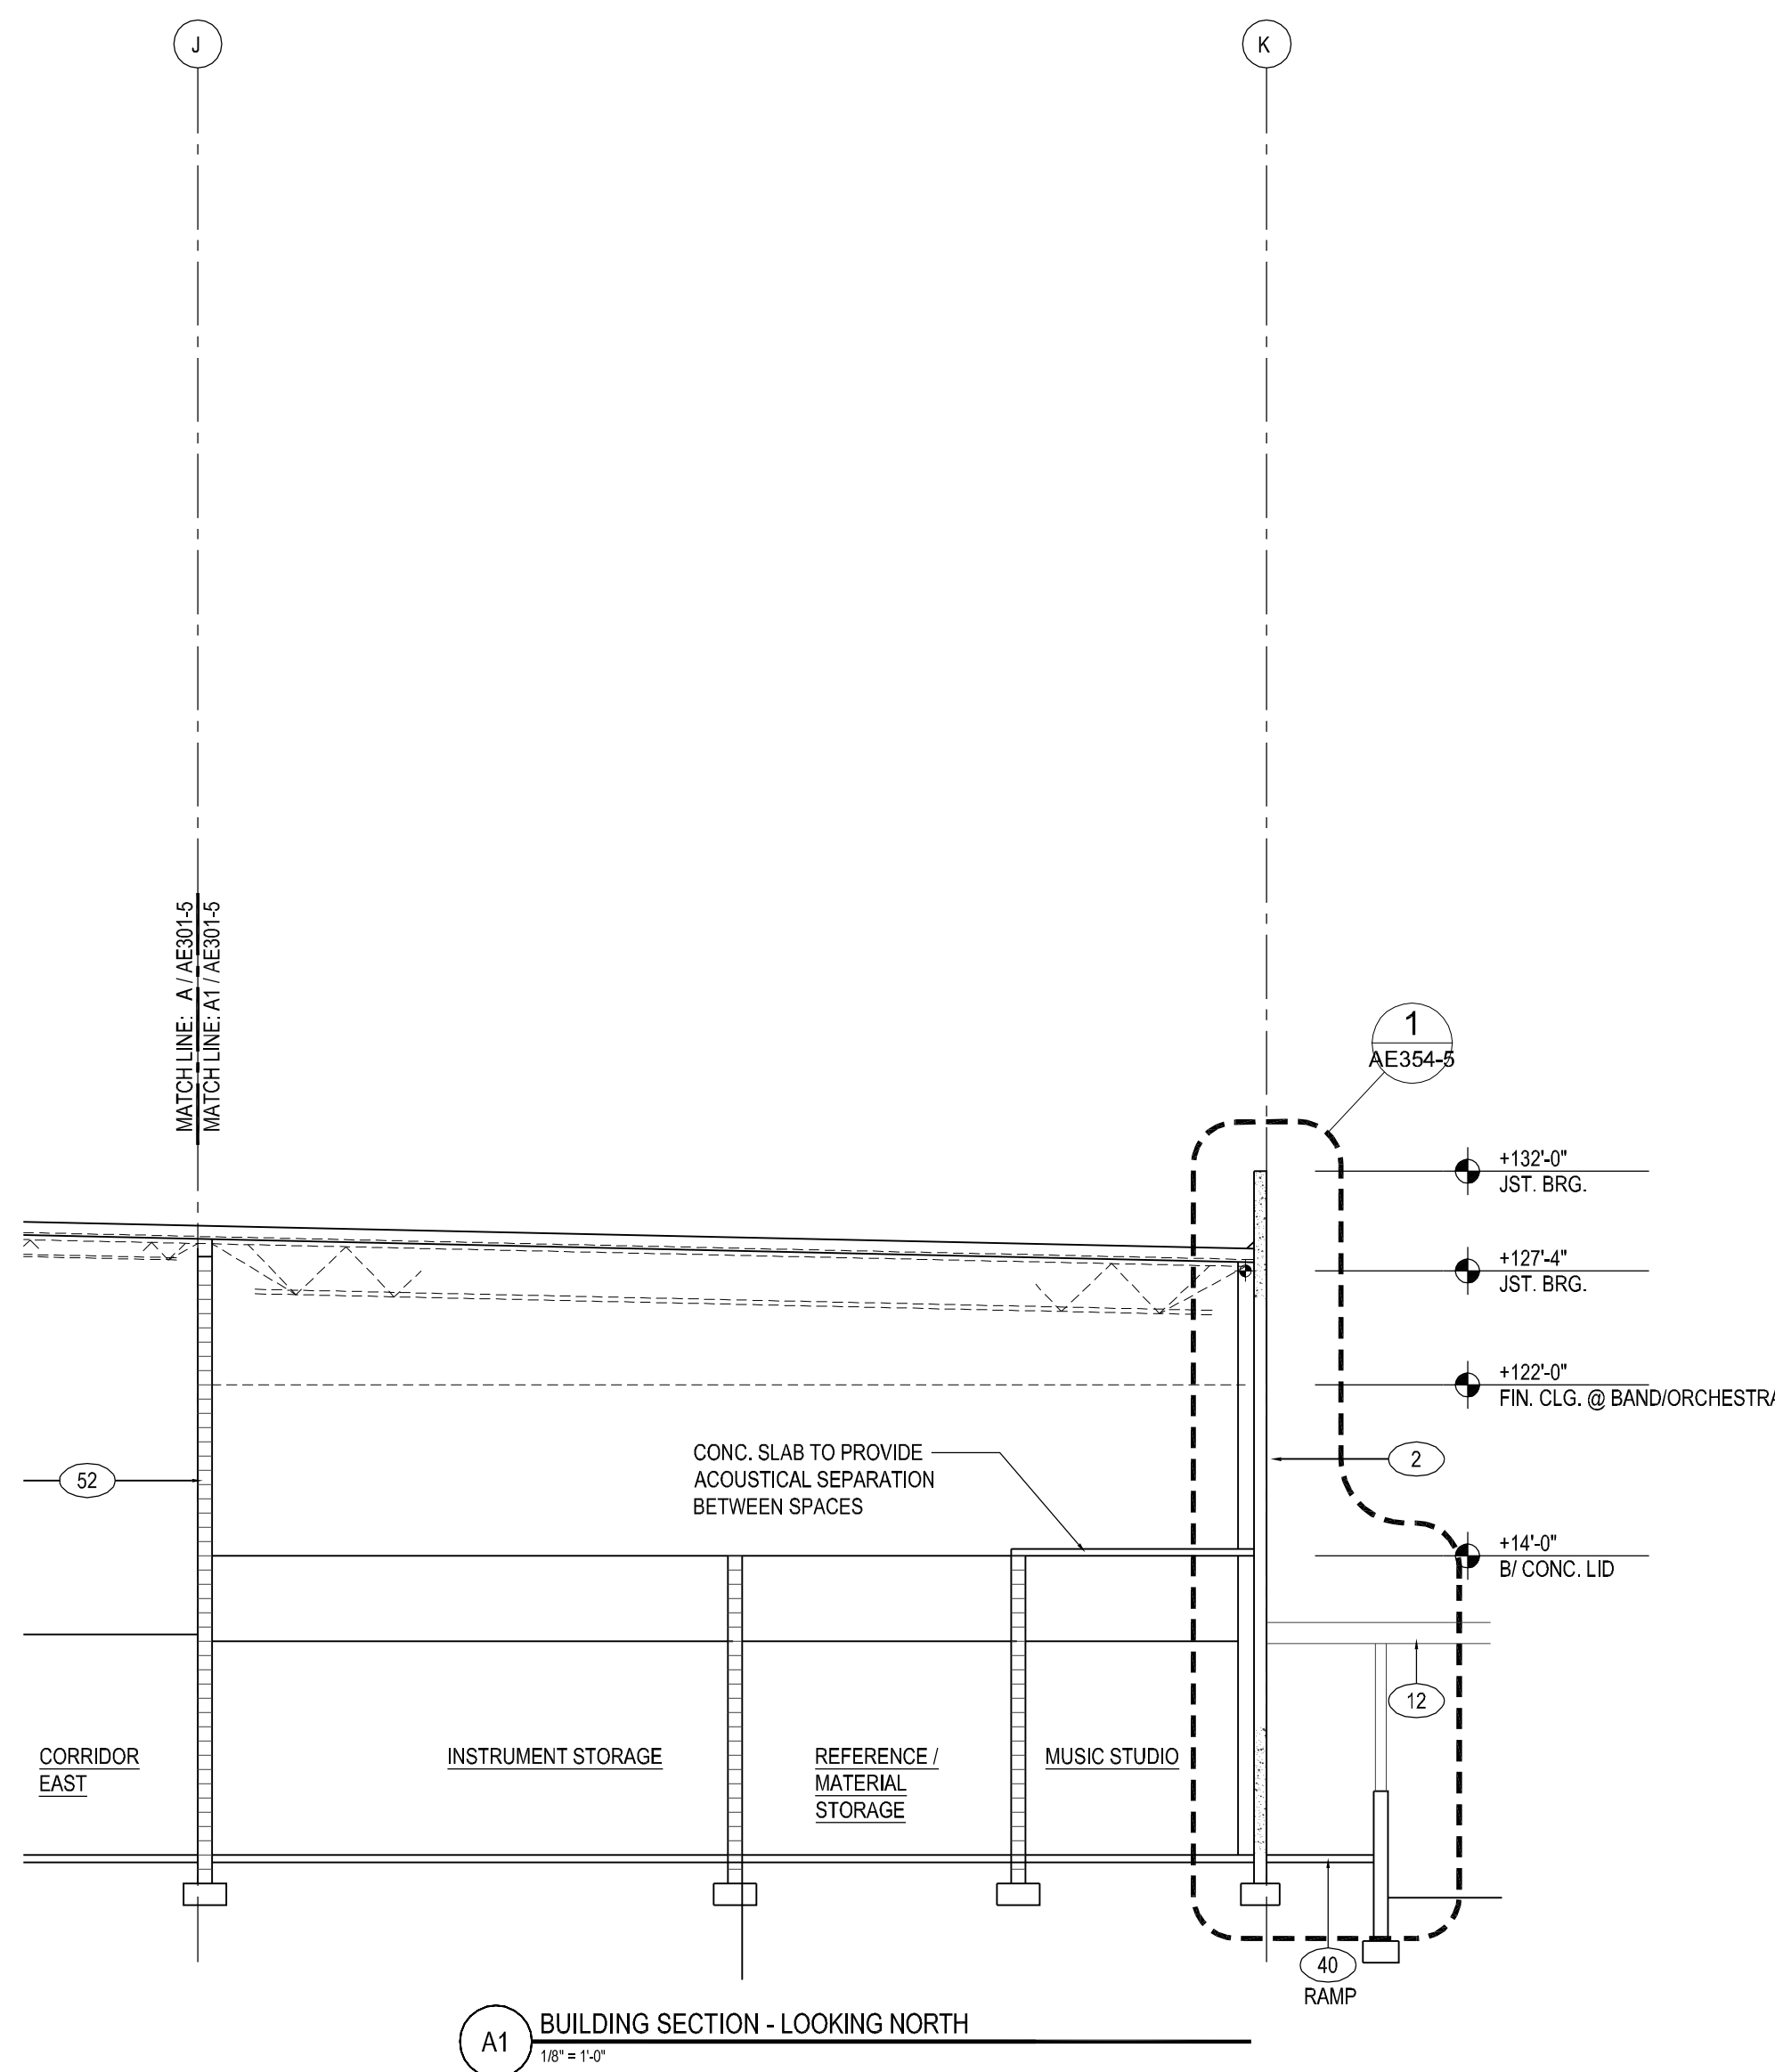 J
K
MATCH LINE: A / AE301-5
MATCH LINE: A1 / AE301-5
1
AE354-5
+132'-0"
JST. BRG.
+127'-4"
JST. BRG.
+122'-0"
FIN. CLG. @ BAND/ORCHESTRA
CONC. SLAB TO PROVIDE
ACOUSTICAL SEPARATION
BETWEEN SPACES
2
52
+14'-0"
B/ CONC. LID
12
CORRIDOR
EAST
INSTRUMENT STORAGE
REFERENCE /
MATERIAL
STORAGE
MUSIC STUDIO
40
RAMP
A1
BUILDING SECTION - LOOKING NORTH
1/8" = 1'-0"